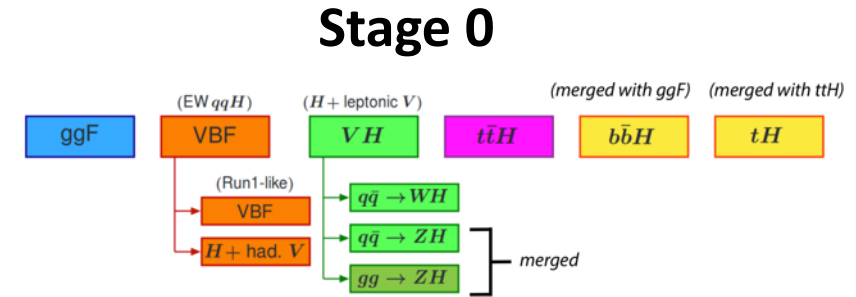 Stage 0
(merged with ggF) (merged with ttH)
(EW qqH) (H + leptonic V)
ggF VBF VH tt̄H bb̄H tH
(Run1-like)
VBF
H + had. V
qq̄ → WH
qq̄ → ZH
gg → ZH
merged